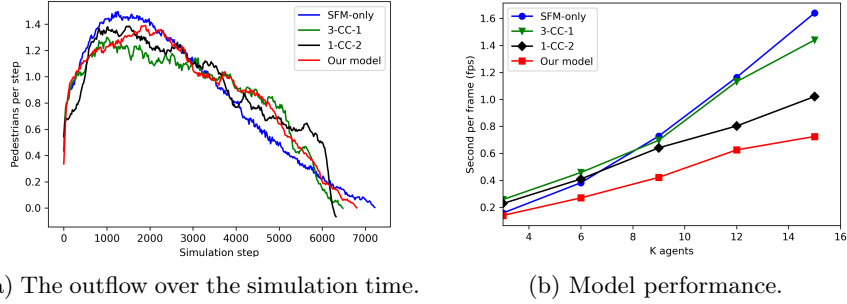 1.4
1.2
1.0
0.8
0.6
0.4
0.2
0.0
Pedestrians per step
0 1000 2000 3000 4000 5000 6000 7000
Simulation step
SFM-only
3-CC-1
1-CC-2
Our model
1.6
1.4
1.2
1.0
0.8
0.6
0.4
0.2
Second per frame (fps)
4 6 8 10 12 14 16
K agents
SFM-only
3-CC-1
1-CC-2
Our model
) The outflow over the simulation time.
(b) Model performance.